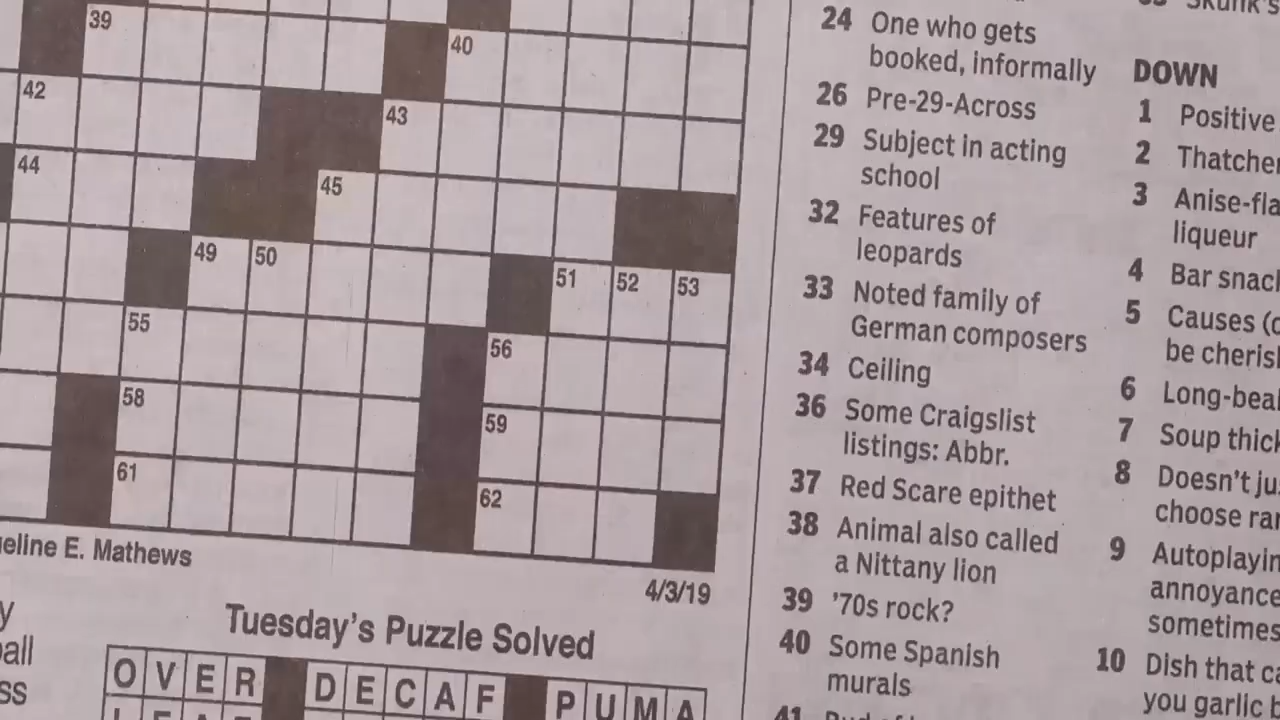 39
40
42
43
44
45
49 50
51 52 53
55
56
58
59
61
62
eline E. Mathews
4/3/19
Tuesday's Puzzle Solved
OVER DECAF PUMA
y
all
ss
24 One who gets
booked, informally
26 Pre-29-Across
29 Subject in acting
school
32 Features of
leopards
33 Noted family of
German composers
34 Ceiling
36 Some Craigslist
listings: Abbr.
37 Red Scare epithet
38 Animal also called
a Nittany lion
39 '70s rock?
40 Some Spanish
murals
41
Skunk's
DOWN
1 Positive
2 Thatcher
3 Anise-fla
liqueur
4 Bar snac
5 Causes (
be cheris
6 Long-bea
7 Soup thic
8 Doesn't ju
choose ra
9 Autoplayin
annoyance
sometimes
10 Dish that ca
you garlic b